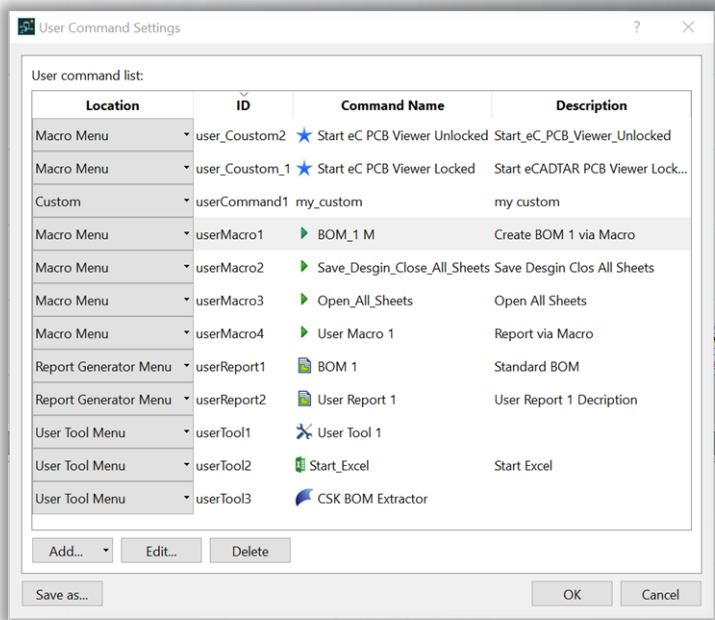 User Command Settings
?
User command list:
Location ID Command Name Description
Macro Menu user_Coustom2 Start eC PCB Viewer Unlocked Start_eC_PCB_Viewer_Unlocked
Macro Menu user_Coustom_1 Start eC PCB Viewer Locked Start eCADTAR PCB Viewer Lock...
Custom userCommand1 my_custom my custom
Macro Menu userMacro1 BOM_1 M Create BOM 1 via Macro
Macro Menu userMacro2 Save_Desgin_Close_All_Sheets Save Desgin Clos All Sheets
Macro Menu userMacro3 Open_All_Sheets Open All Sheets
Macro Menu userMacro4 User Macro 1 Report via Macro
Report Generator Menu userReport1 BOM 1 Standard BOM
Report Generator Menu userReport2 User Report 1 User Report 1 Decription
User Tool Menu userTool1 User Tool 1
User Tool Menu userTool2 Start_Excel Start Excel
User Tool Menu userTool3 CSK BOM Extractor
Add... Edit... Delete
Save as... OK Cancel